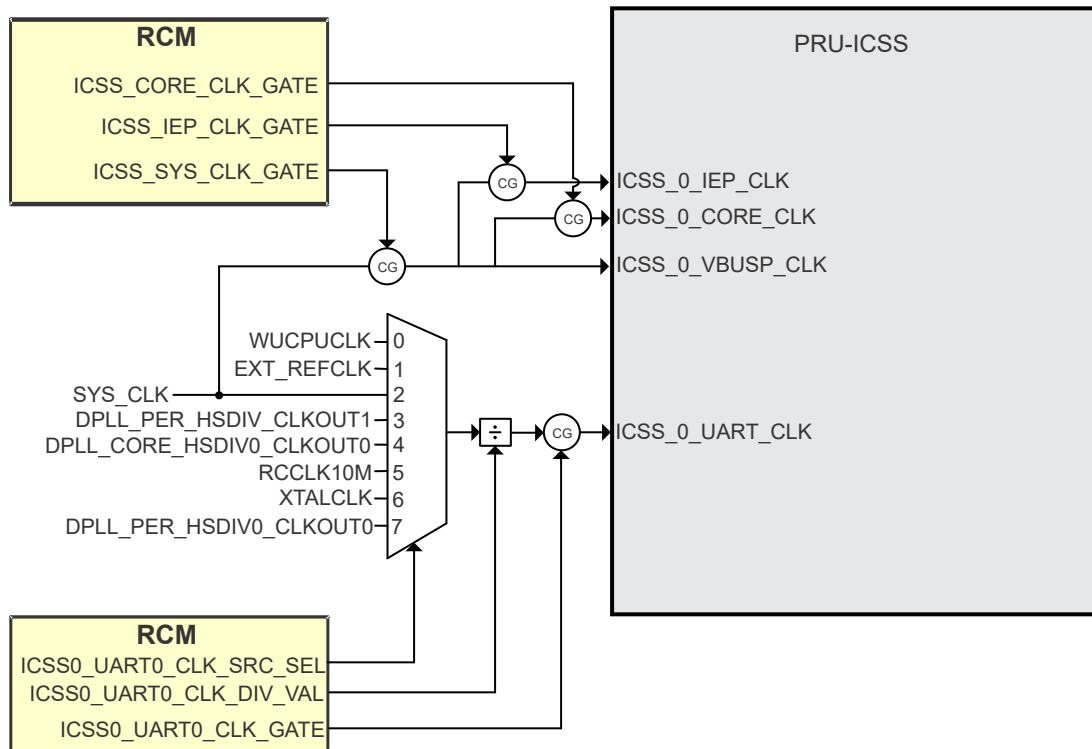 RCM
PRU-ICSS
ICSS_CORE_CLK_GATE
ICSS_IEP_CLK_GATE
ICSS_SYS_CLK_GATE
CG
ICSS_0_IEP_CLK
CG
ICSS_0_CORE_CLK
CG
ICSS_0_VBUSP_CLK
WUCPUCLK 0
EXT_REFCLK 1
SYS_CLK 2
DPLL_PER_HSDIV_CLKOUT1 3
DPLL_CORE_HSDIV0_CLKOUT0 4
RCCLK10M 5
XTALCLK 6
DPLL_PER_HSDIV0_CLKOUT0 7
÷
CG
ICSS_0_UART_CLK
RCM
ICSS0_UART0_CLK_SRC_SEL
ICSS0_UART0_CLK_DIV_VAL
ICSS0_UART0_CLK_GATE